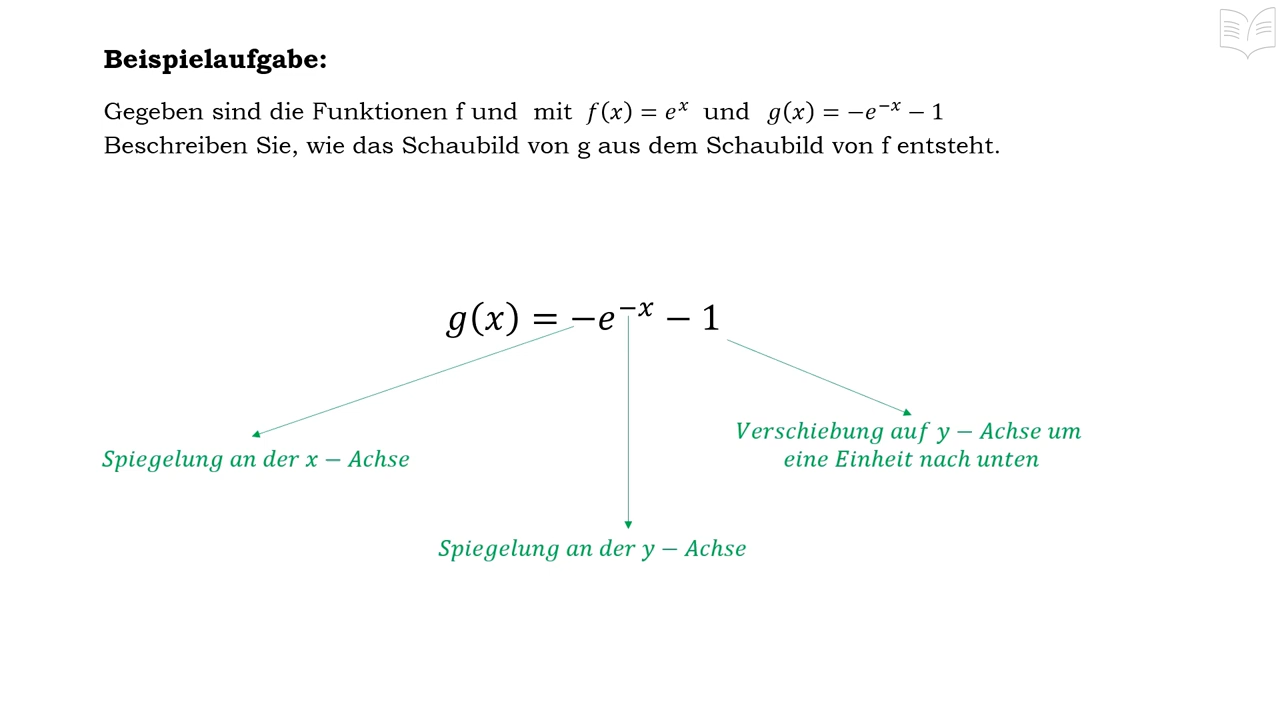 Beispielaufgabe:
Gegeben sind die Funktionen f und  mit  f(x) = e^x  und  g(x) = −e^{−x} − 1
Beschreiben Sie, wie das Schaubild von g aus dem Schaubild von f entsteht.
g(x) = −e^{−x} − 1
Verschiebung auf y − Achse um
eine Einheit nach unten
Spiegelung an der x − Achse
Spiegelung an der y − Achse